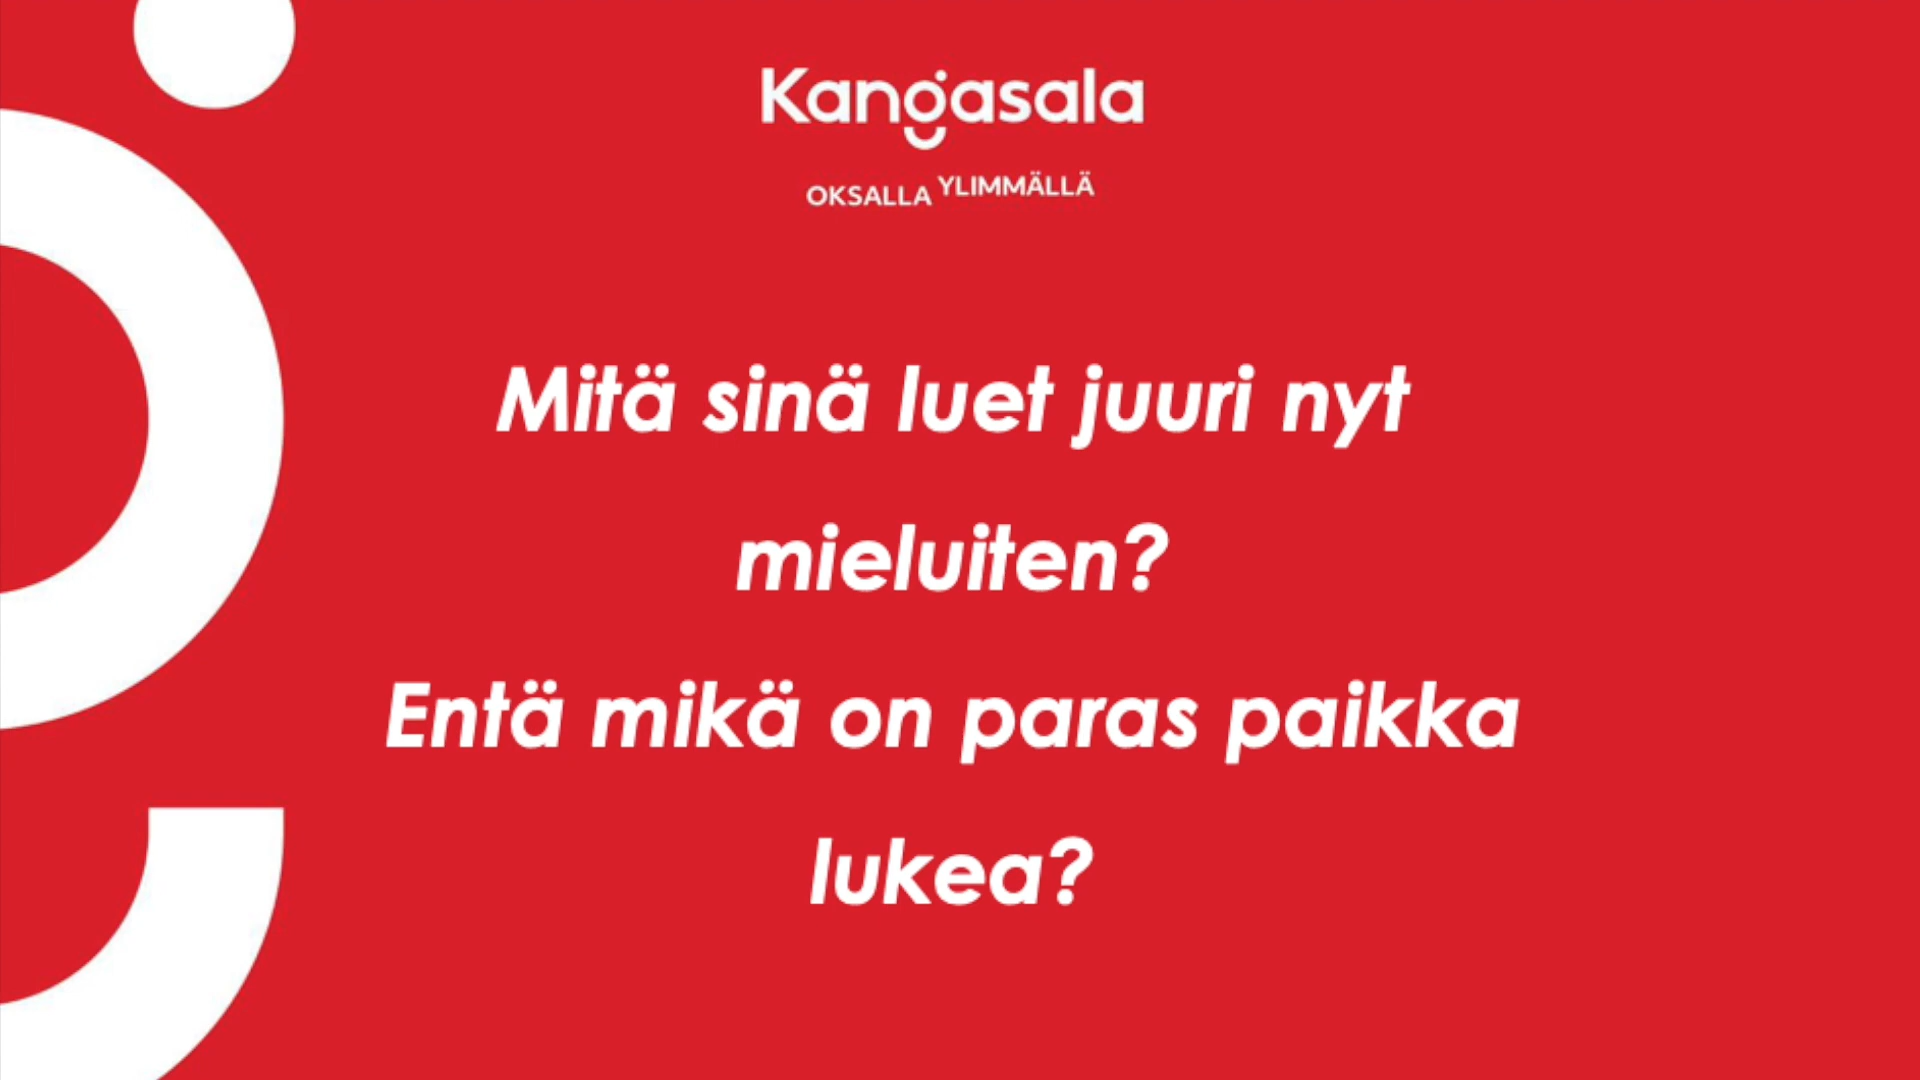 Kangasala
OKSALLA YLIMMÄLLÄ
Mitä sinä luet juuri nyt
mieluiten?
Entä mikä on paras paikka
lukea?